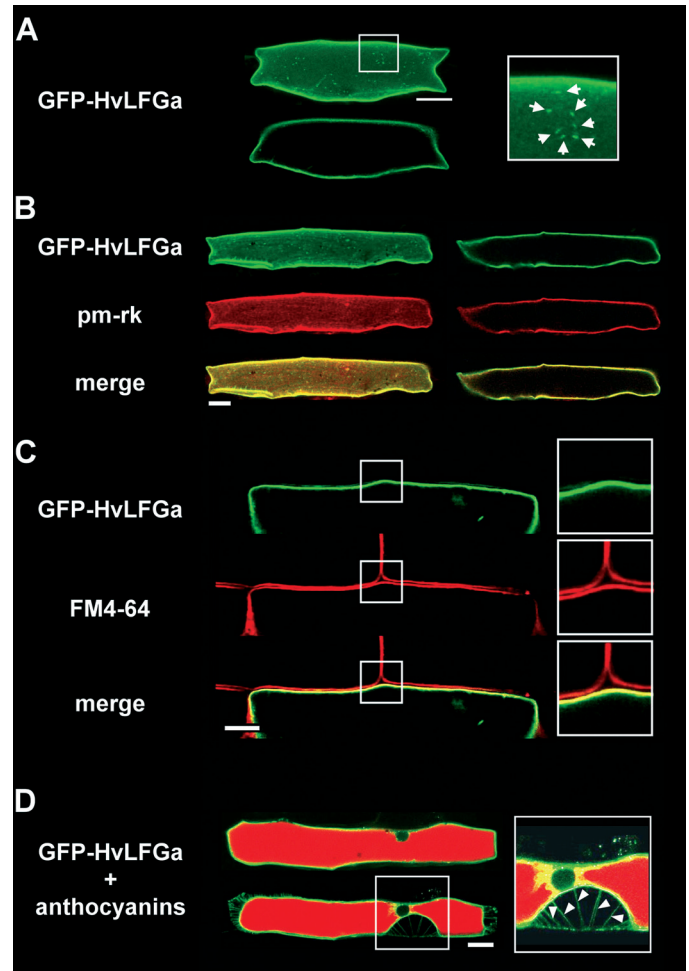 A
GFP-HvLFGa
B
GFP-HvLFGa
pm-rk
merge
C
GFP-HvLFGa
FM4-64
merge
D
GFP-HvLFGa
+
anthocyanins